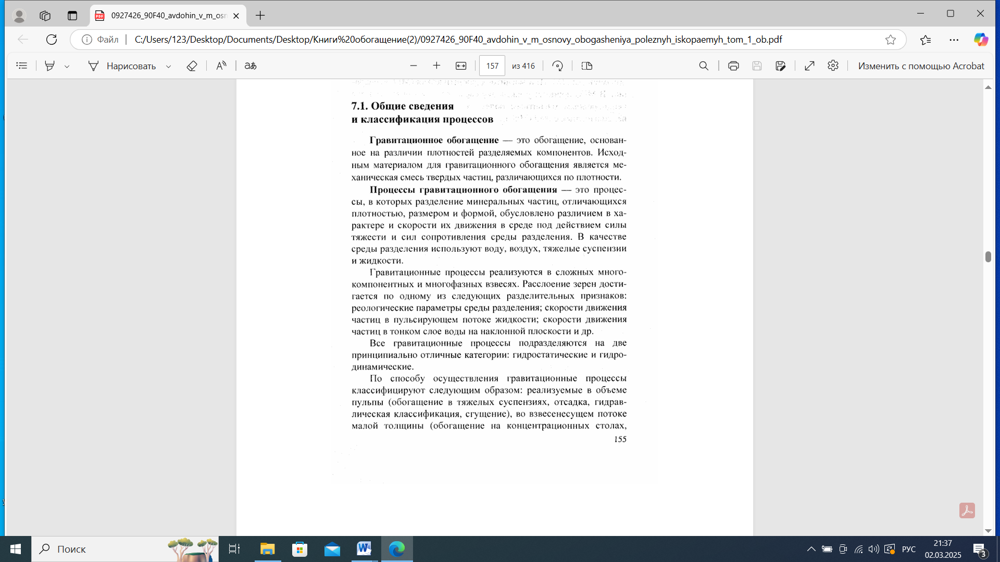 0927426_90F40_avdohin_v_m_osn
Файл
C:/Users/123/Desktop/Documents/Desktop/Книги%20обогащение(2)/0927426_90F40_avdohin_v_m_osnovy_obogasheniya_poleznyh_iskopaemyh_tom_1_ob.pdf
Нарисовать
157 из 416
Изменить с помощью Acrobat
7.1. Общие сведения
и классификация процессов
Гравитационное обогащение — это обогащение, основан-
ное на различии плотностей разделяемых компонентов. Исход-
ным материалом для гравитационного обогащения является ме-
ханическая смесь твердых частиц, различающихся по плотности.
Процессы гравитационного обогащения — это процес-
сы, в которых разделение минеральных частиц, отличающихся
плотностью, размером и формой, обусловлено различием в ха-
рактере и скорости их движения в среде под действием силы
тяжести и сил сопротивления среды разделения. В качестве
среды разделения используют воду, воздух, тяжелые суспензии
и жидкости.
Гравитационные процессы реализуются в сложных много-
компонентных и многофазных взвесях. Расслоение зерен дости-
гается по одному из следующих разделительных признаков:
реологические параметры среды разделения; скорости движения
частиц в пульсирующем потоке жидкости; скорости движения
частиц в тонком слое воды на наклонной плоскости и др.
Все гравитационные процессы подразделяются на две
принципиально отличные категории: гидростатические и гидро-
динамические.
По способу осуществления гравитационные процессы
классифицируют следующим образом: реализуемые в объеме
пульпы (обогащение в тяжелых суспензиях, отсадка, гидрав-
лическая классификация, сгущение), во взвесенесущем потоке
малой толщины (обогащение на концентрационных столах,
155
Поиск
РУС
21:37
02.03.2025
3